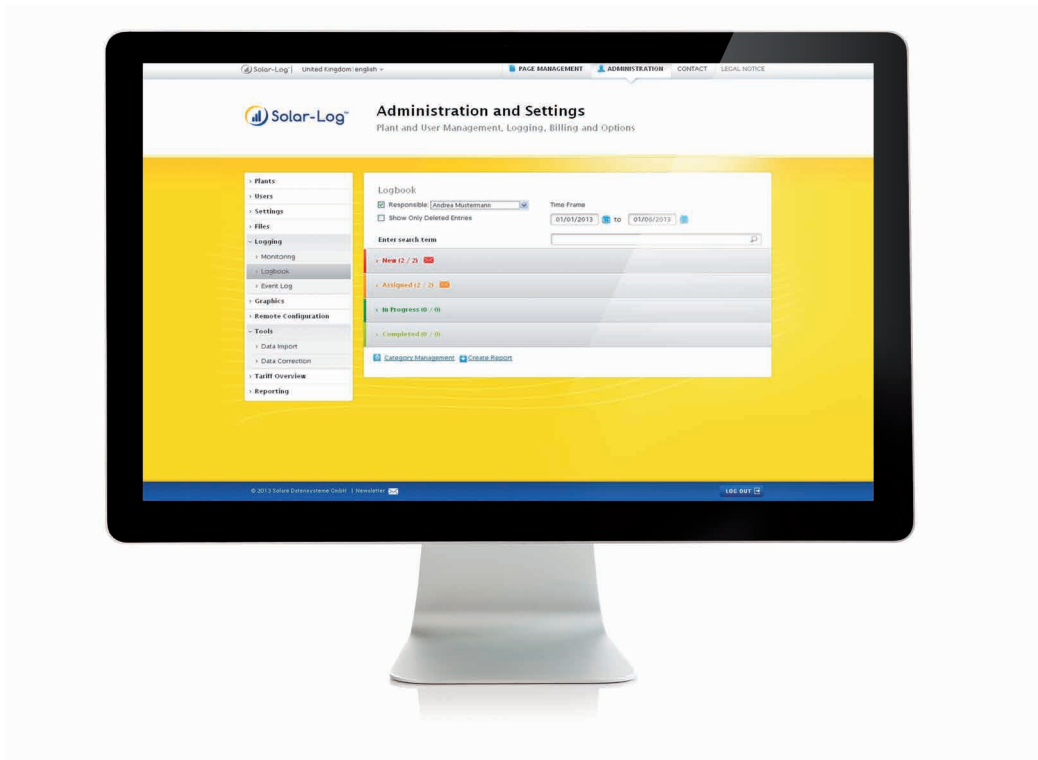 Solar-Log™ | United Kingdom: english
PAGE MANAGEMENT ADMINISTRATION CONTACT LEGAL NOTICE
Solar-Log™
Administration and Settings
Plant and User Management, Logging, Billing and Options
Plants
Users
Settings
Files
Logging
Monitoring
Logbook
Event Log
Graphics
Remote Configuration
Tools
Data Import
Data Correction
Tariff Overview
Reporting
Logbook
Responsible: Andrea Mustermann
Time Frame
Show Only Deleted Entries
01/01/2013 to 01/06/2013
Enter search term
New (2 / 2)
Assigned (2 / 2)
In Progress (0 / 0)
Completed (0 / 0)
Category Management Create Report
© 2013 Solare Datensysteme GmbH | Newsletter
LOG OUT